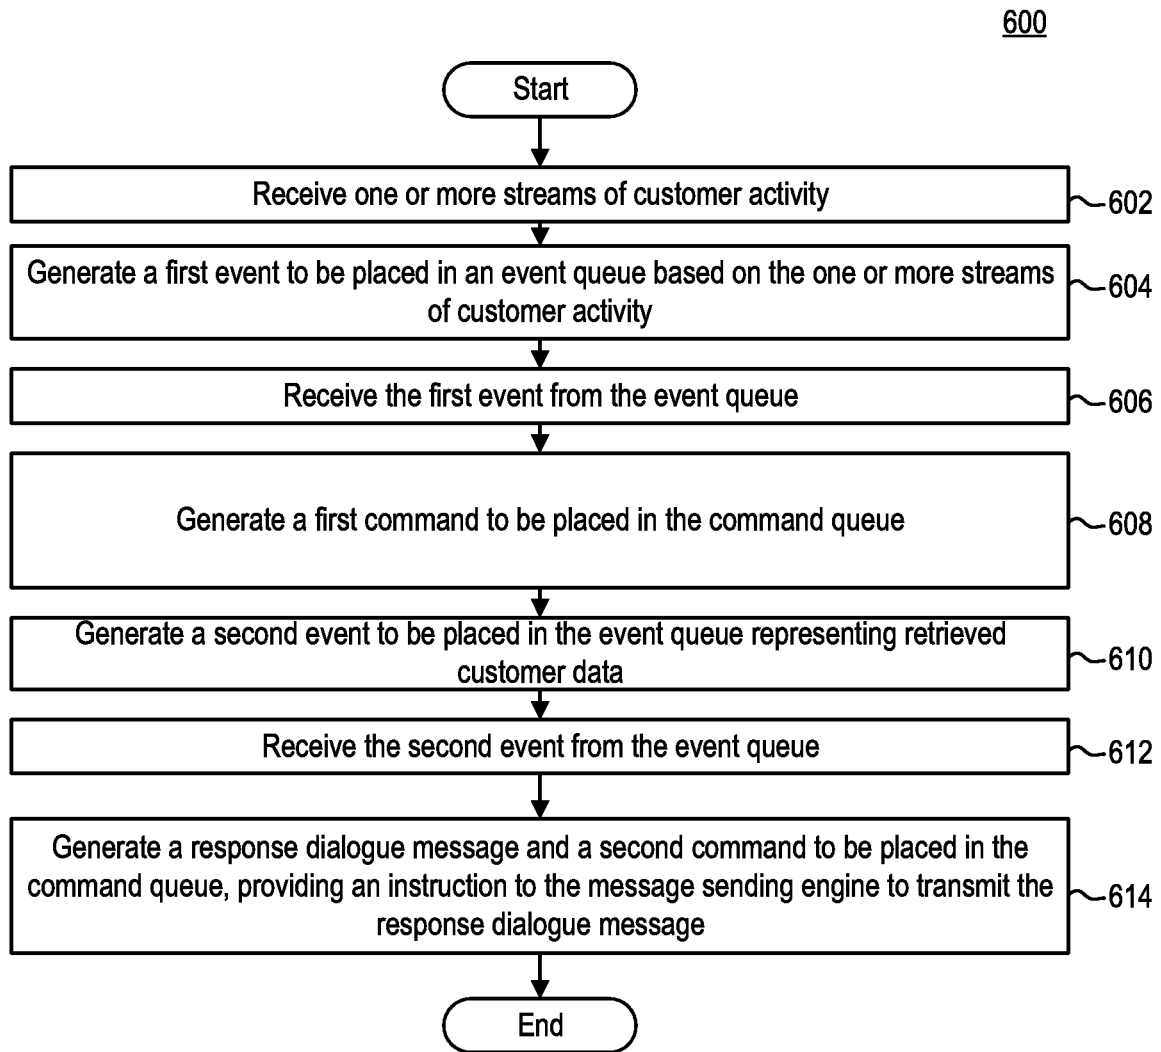 600
Start
Receive one or more streams of customer activity
602
Generate a first event to be placed in an event queue based on the one or more streams
of customer activity
604
Receive the first event from the event queue
606
Generate a first command to be placed in the command queue
608
Generate a second event to be placed in the event queue representing retrieved
customer data
610
Receive the second event from the event queue
612
Generate a response dialogue message and a second command to be placed in the
command queue, providing an instruction to the message sending engine to transmit the
response dialogue message
614
End